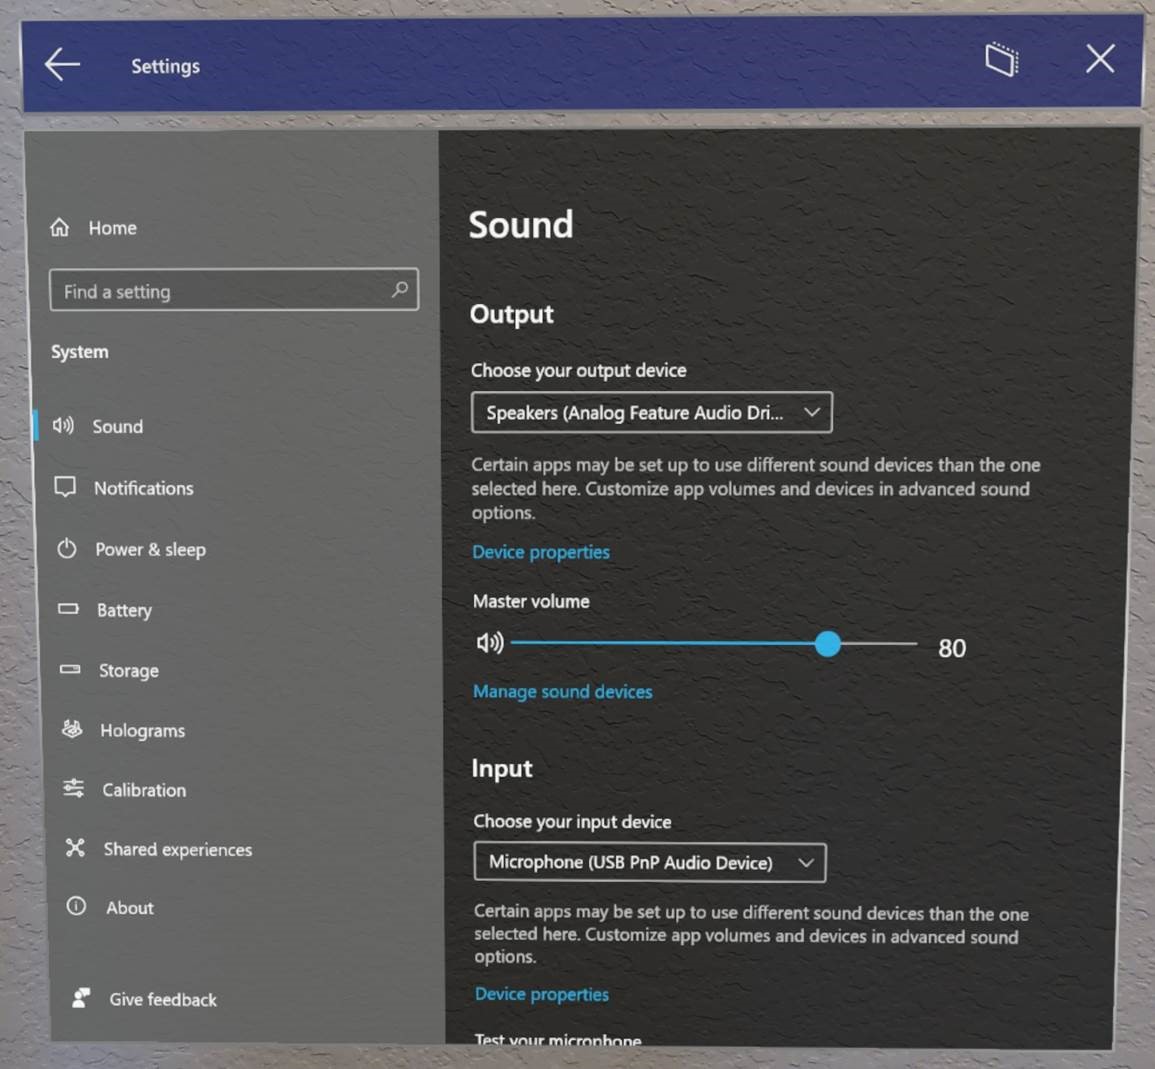 Settings
Home
Find a setting
System
Sound
Notifications
Power & sleep
Battery
Storage
Holograms
Calibration
Shared experiences
About
Give feedback
Sound
Output
Choose your output device
Speakers (Analog Feature Audio Dri...
Certain apps may be set up to use different sound devices than the one
selected here. Customize app volumes and devices in advanced sound
options.
Device properties
Master volume
80
Manage sound devices
Input
Choose your input device
Microphone (USB PnP Audio Device)
Certain apps may be set up to use different sound devices than the one
selected here. Customize app volumes and devices in advanced sound
options.
Device properties
Test your microphone